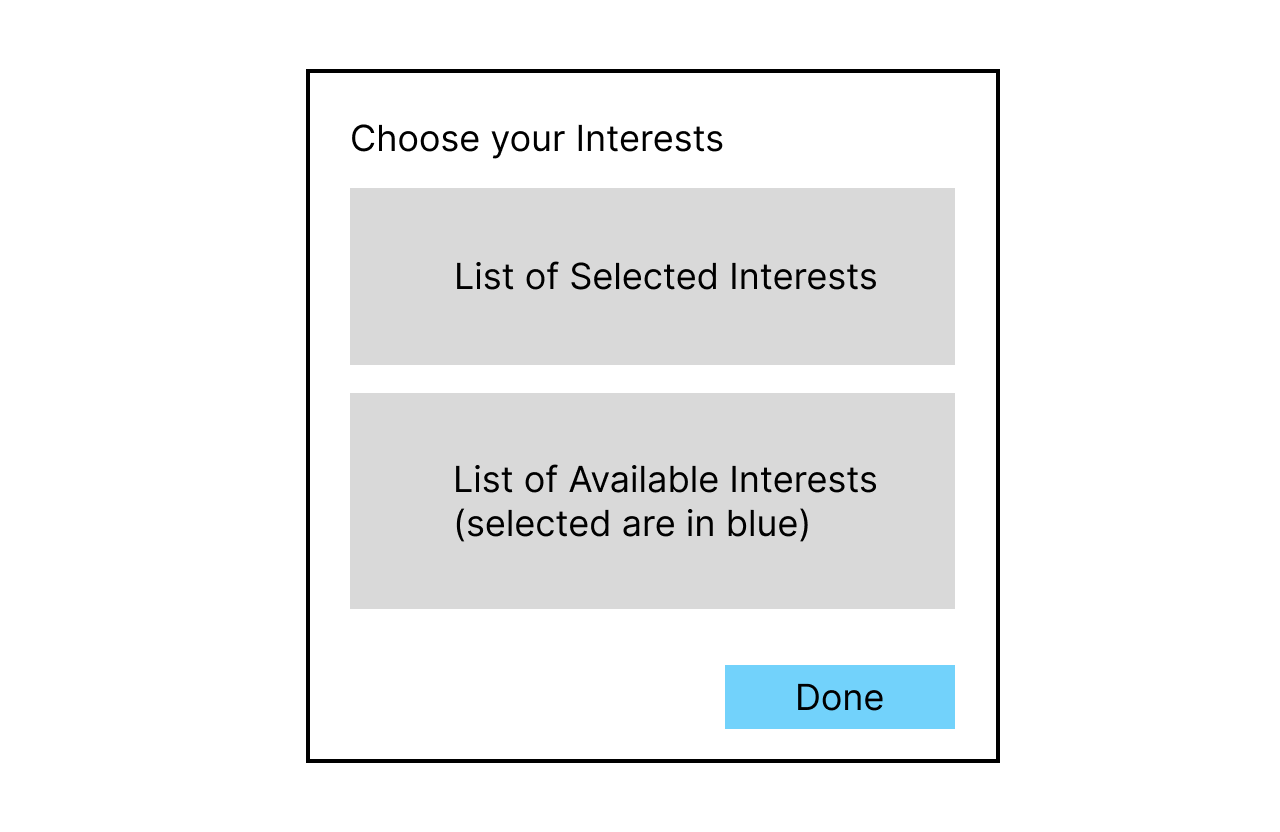 Choose your Interests
List of Selected Interests
List of Available Interests
(selected are in blue)
Done